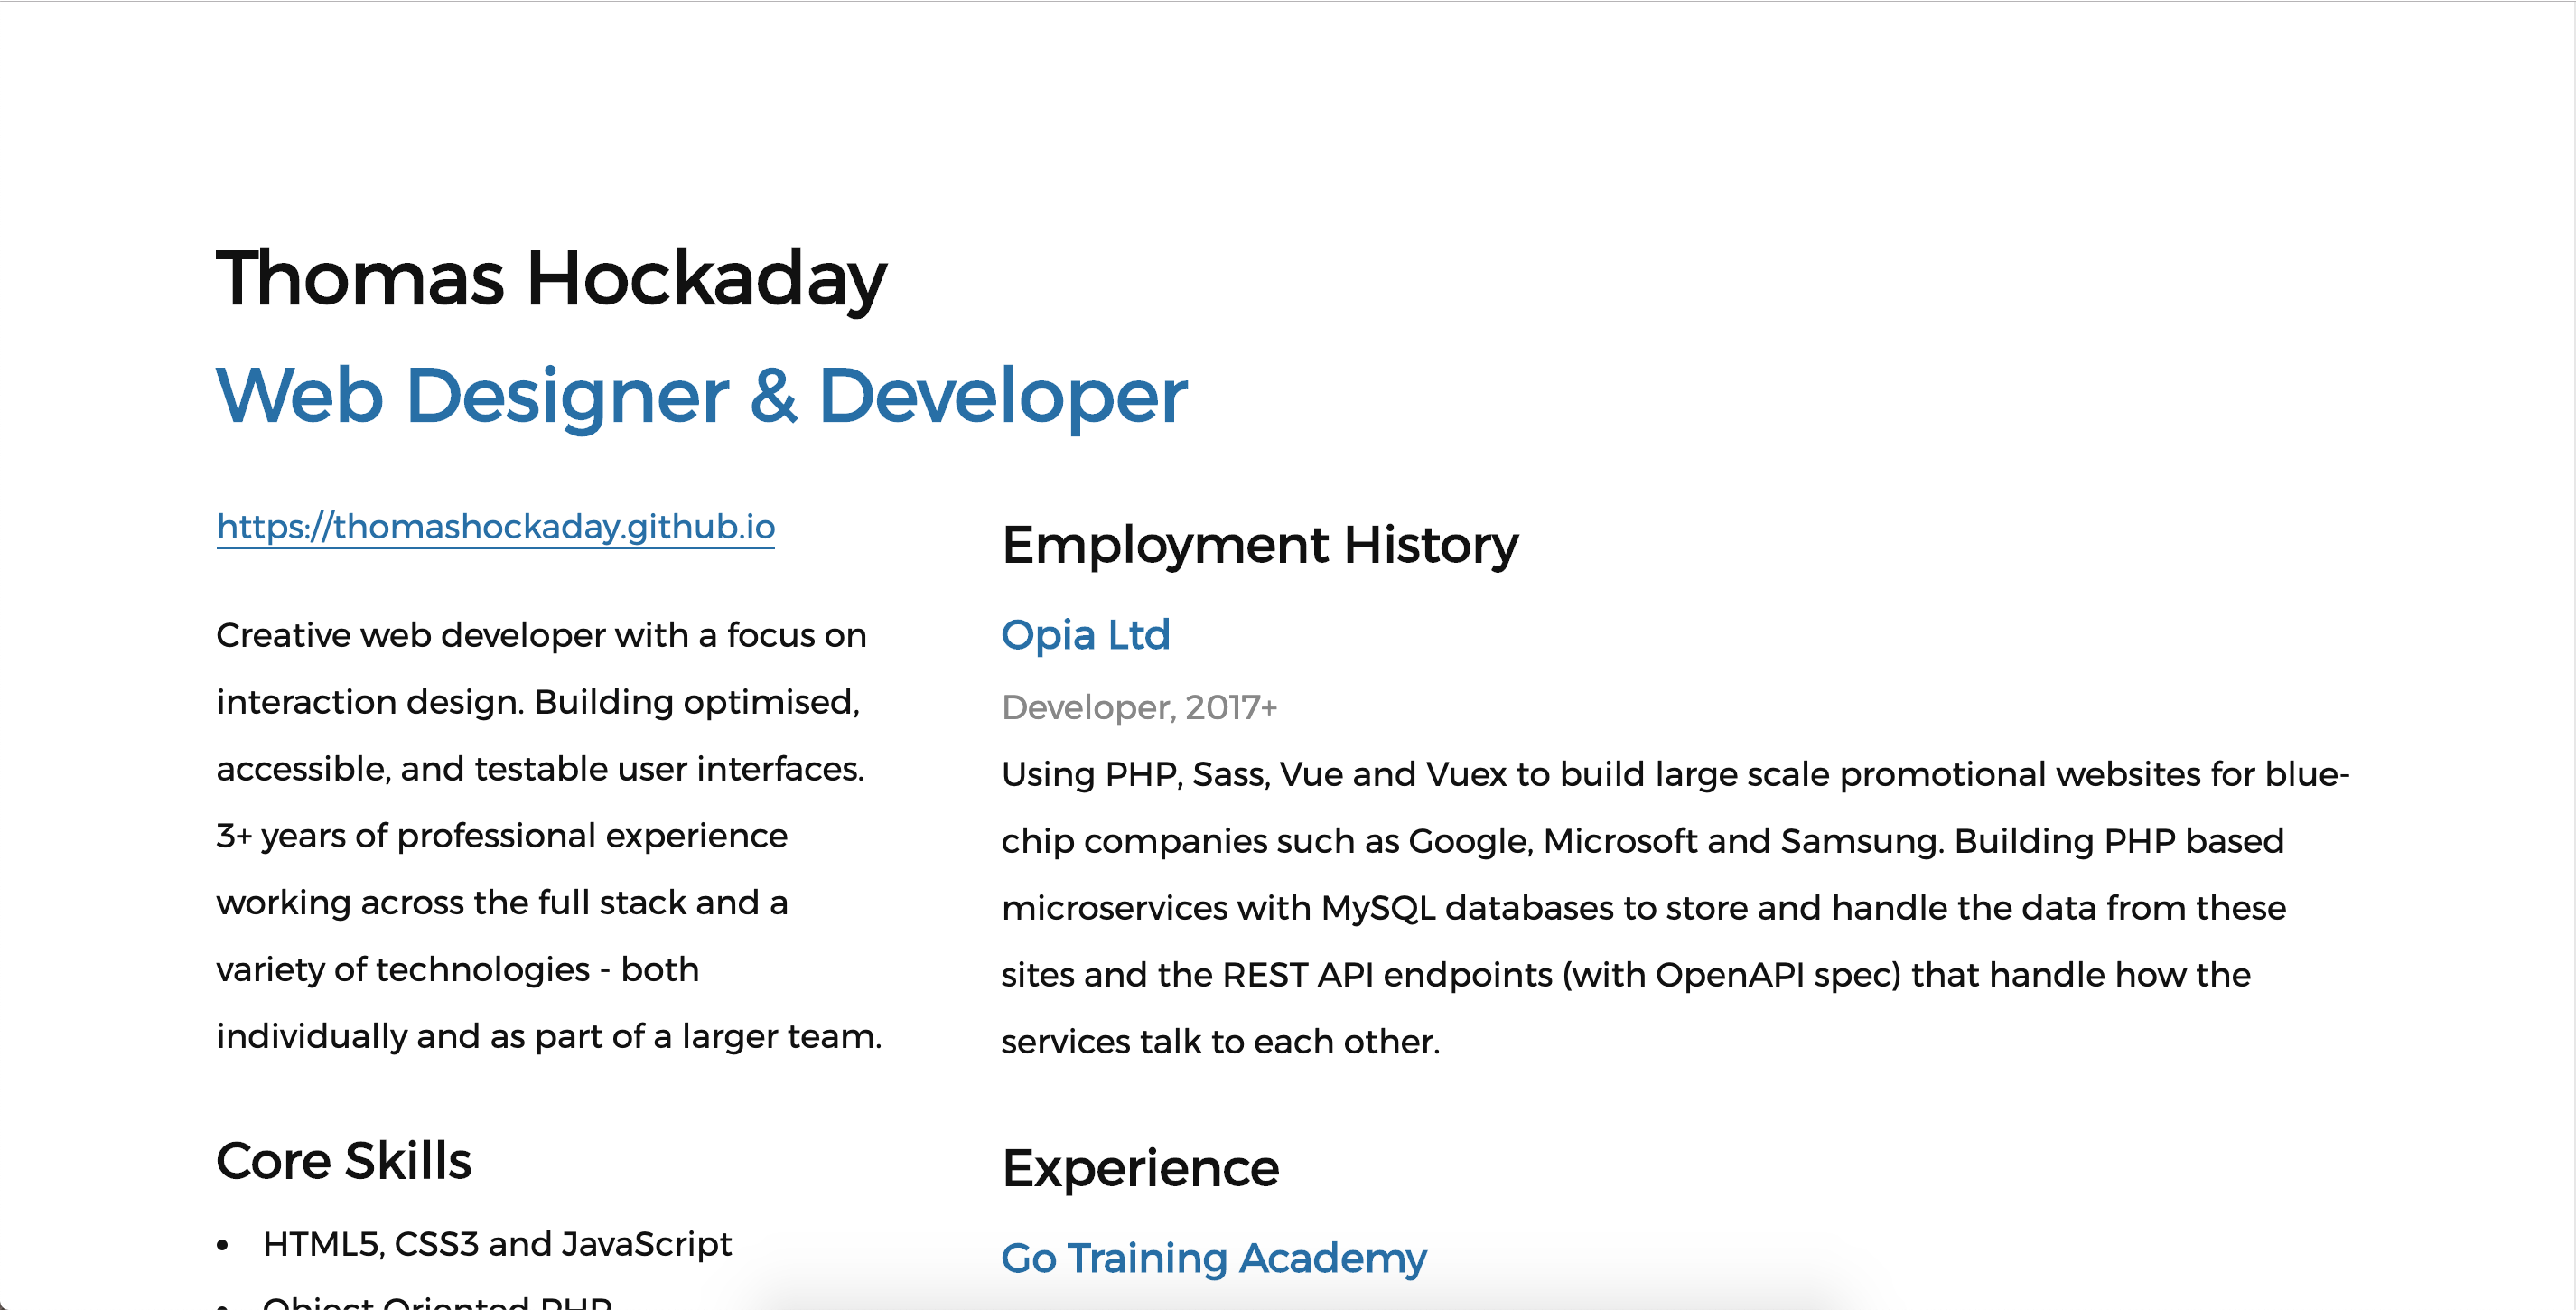 Thomas Hockaday
Web Designer & Developer
https://thomashockaday.github.io
Creative web developer with a focus on
interaction design. Building optimised,
accessible, and testable user interfaces.
3+ years of professional experience
working across the full stack and a
variety of technologies - both
individually and as part of a larger team.
Core Skills
• HTML5, CSS3 and JavaScript
• Object Oriented PHP
Employment History
Opia Ltd
Developer, 2017+
Using PHP, Sass, Vue and Vuex to build large scale promotional websites for blue-
chip companies such as Google, Microsoft and Samsung. Building PHP based
microservices with MySQL databases to store and handle the data from these
sites and the REST API endpoints (with OpenAPI spec) that handle how the
services talk to each other.
Experience
Go Training Academy